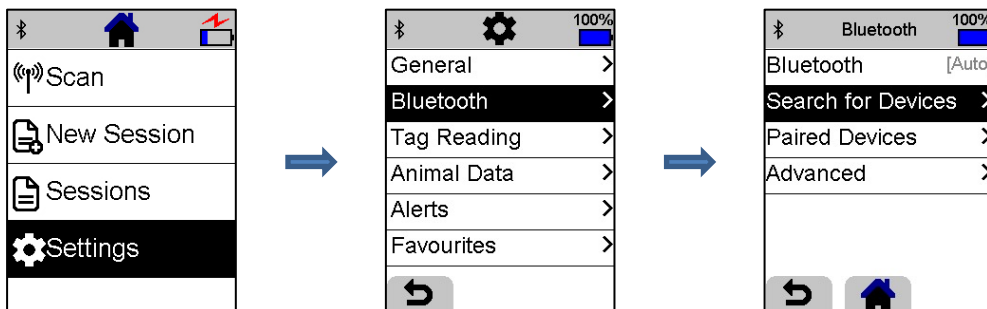 Scan
New Session
Sessions
Settings
100%
General
Bluetooth
Tag Reading
Animal Data
Alerts
Favourites
Bluetooth
100%
Bluetooth [Auto
Search for Devices
Paired Devices
Advanced